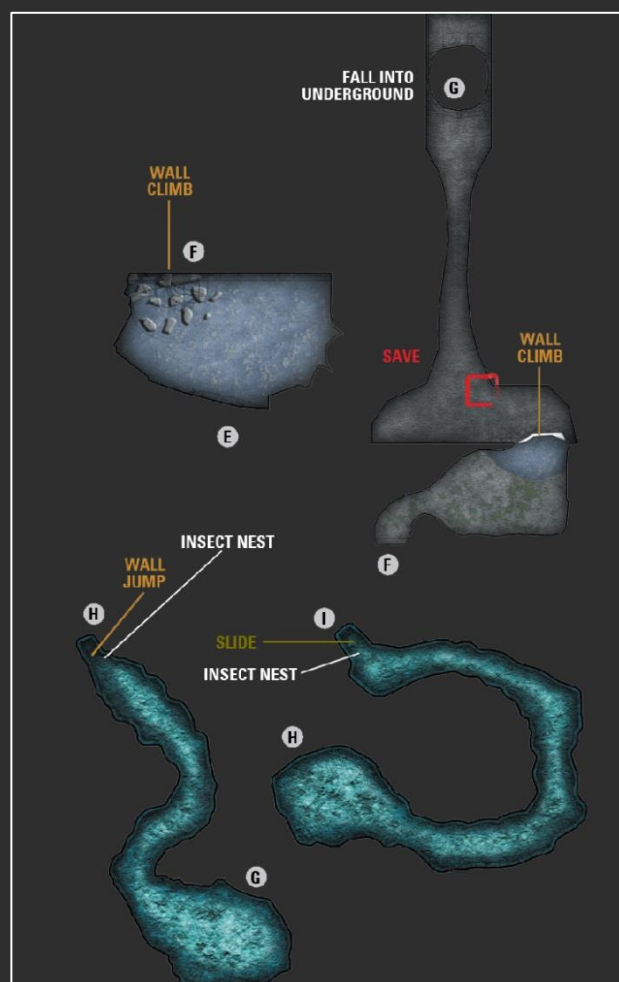 FALL INTO
UNDERGROUND
G
WALL
CLIMB
F
SAVE
WALL
CLIMB
E
F
INSECT NEST
WALL
JUMP
H
I
SLIDE
INSECT NEST
H
G